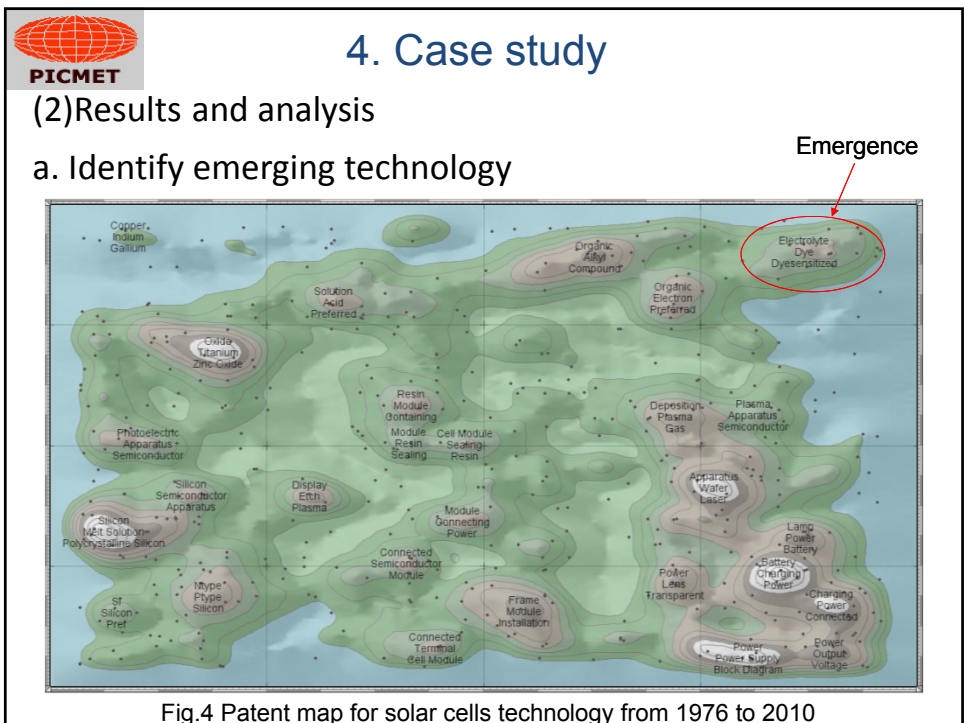 PICMET
4. Case study
(2)Results and analysis
a. Identify emerging technology
Emergence
Copper
Indium
Gallium
Organic
Alkyl
Compound
Electrolyte
Dye
Dyesensitized
Solution
Acid
Preferred
Organic
Electron
Preferred
Oxide
Titanium
Zinc Oxide
Resin
Module
Containing
Deposition
Plasma
Gas
Plasma
Apparatus
Semiconductor
Photoelectric
Apparatus
Semiconductor
Module
Resin
Sealing
Cell Module
Sealing
Resin
Silicon
Semiconductor
Apparatus
Display
Etch
Plasma
Apparatus
Wafer
Laser
Silicon
Melt Solution
Polycrystalline Silicon
Module
Connecting
Power
Lamp
Power
Battery
Connected
Semiconductor
Module
Battery
Charging
Power
Ntype
Ptype
Silicon
Power
Lens
Transparent
Charging
Power
Connected
Sf
Silicon
Pref
Frame
Module
Installation
Connected
Terminal
Cell Module
Power
Power Supply
Block Diagram
Power
Output
Voltage
Fig.4 Patent map for solar cells technology from 1976 to 2010